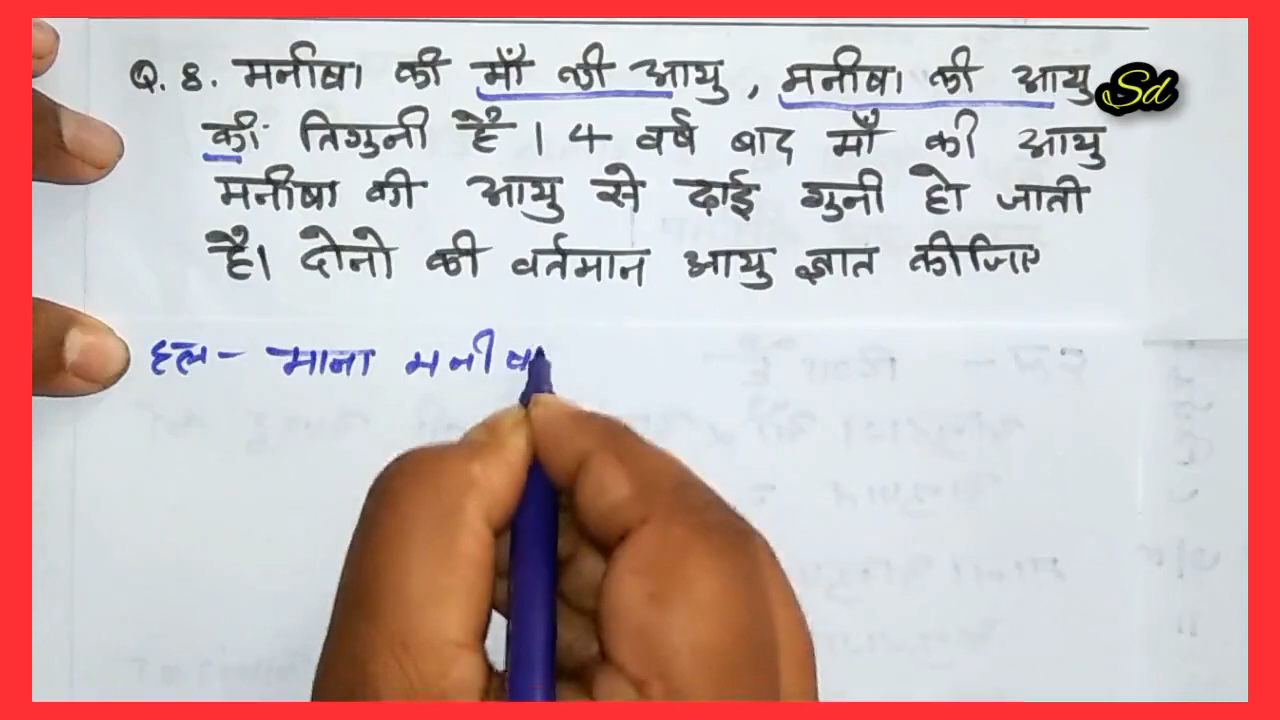 Q. 8. मनीषा की माँ की आयु, मनीषा की आयु
की तिगुनी है। 4 वर्ष बाद माँ की आयु
मनीषा की आयु से ढाई गुनी हो जाती
है। दोनो की वर्तमान आयु ज्ञात कीजिए
हल- माना मनीषा
Sd